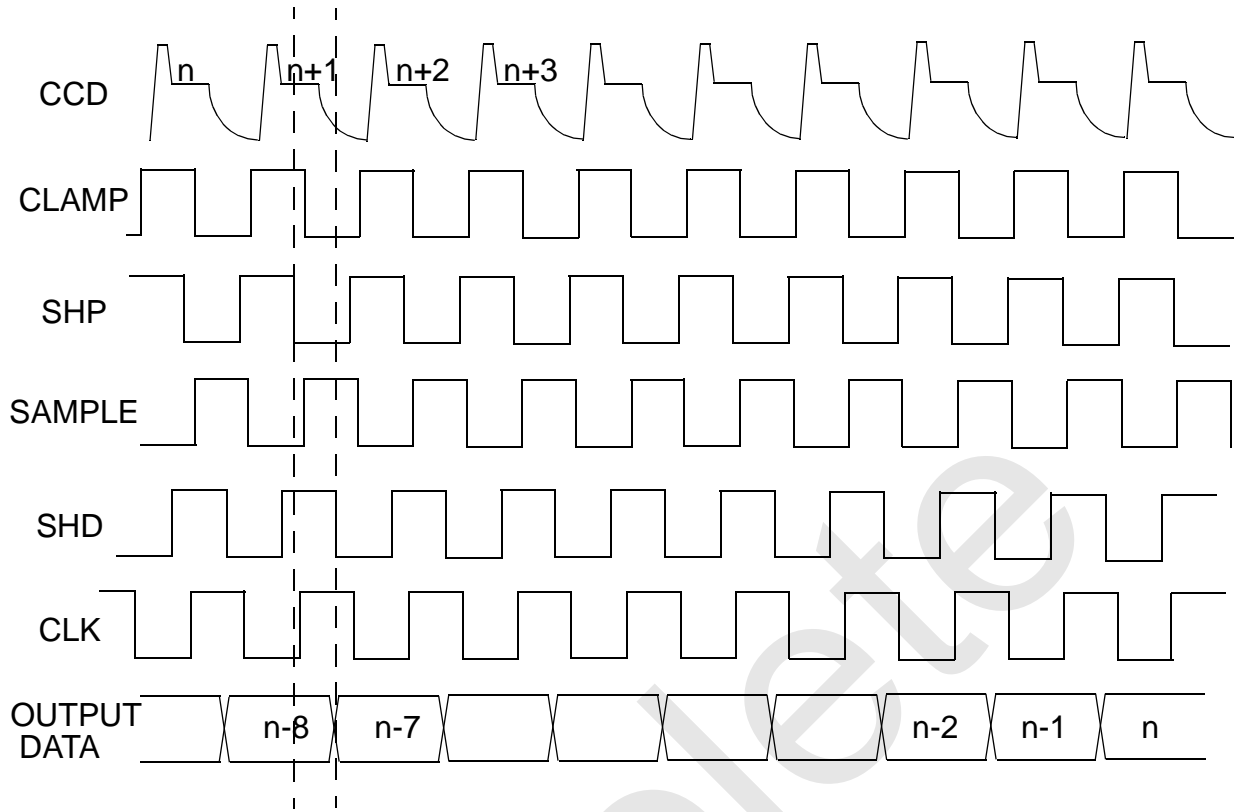 CCD
n
n+1
n+2
n+3
CLAMP
SHP
SAMPLE
SHD
CLK
OUTPUT
DATA
n-8
n-7
n-2
n-1
n